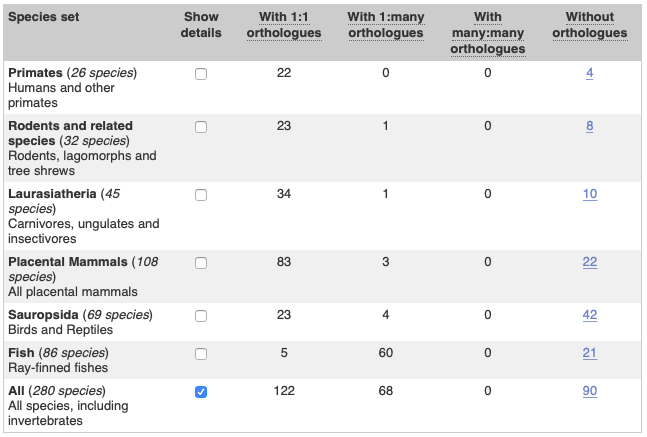 Species set Show details With 1:1 orthologues With 1:many orthologues With many:many orthologues Without orthologues
Primates (26 species) 22 0 0 4
Humans and other
primates
Rodents and related 23 1 0 8
species (32 species)
Rodents, lagomorphs and
tree shrews
Laurasiatheria (45 34 1 0 10
species)
Carnivores, ungulates and
insectivores
Placental Mammals (108 83 3 0 22
species)
All placental mammals
Sauropsida (69 species) 23 4 0 42
Birds and Reptiles
Fish (86 species) 5 60 0 21
Ray-finned fishes
All (280 species) 122 68 0 90
All species, including
invertebrates